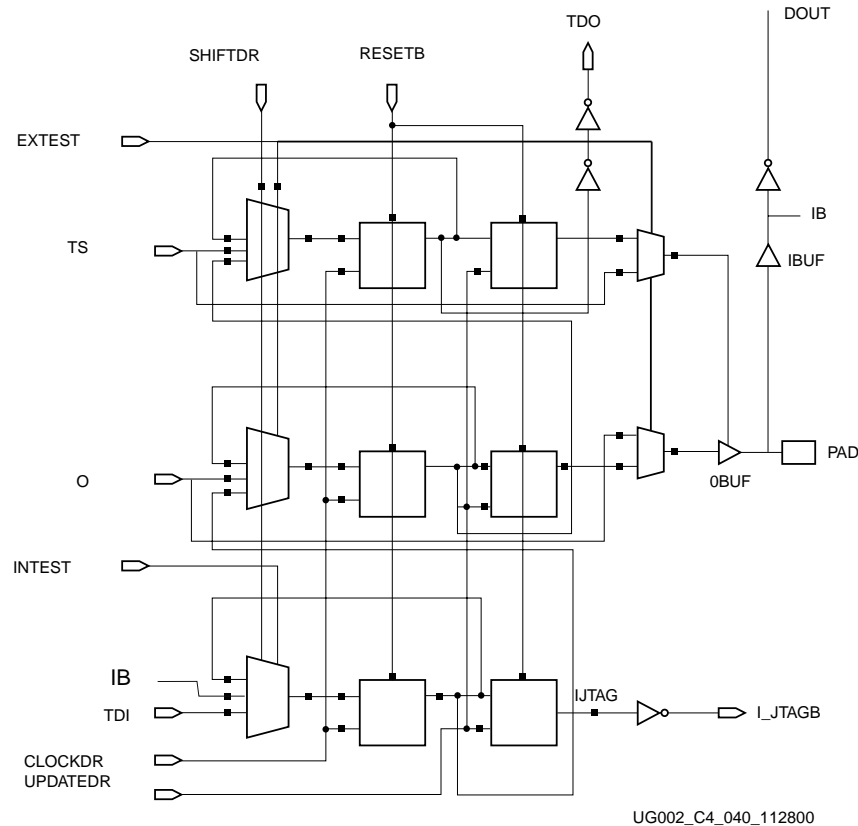 DOUT
TDO
SHIFTDR
RESETB
EXTEST
IB
TS
IBUF
PAD
O
0BUF
INTEST
IB
IJTAG
TDI
I_JTAGB
CLOCKDR
UPDATEDR
UG002_C4_040_112800